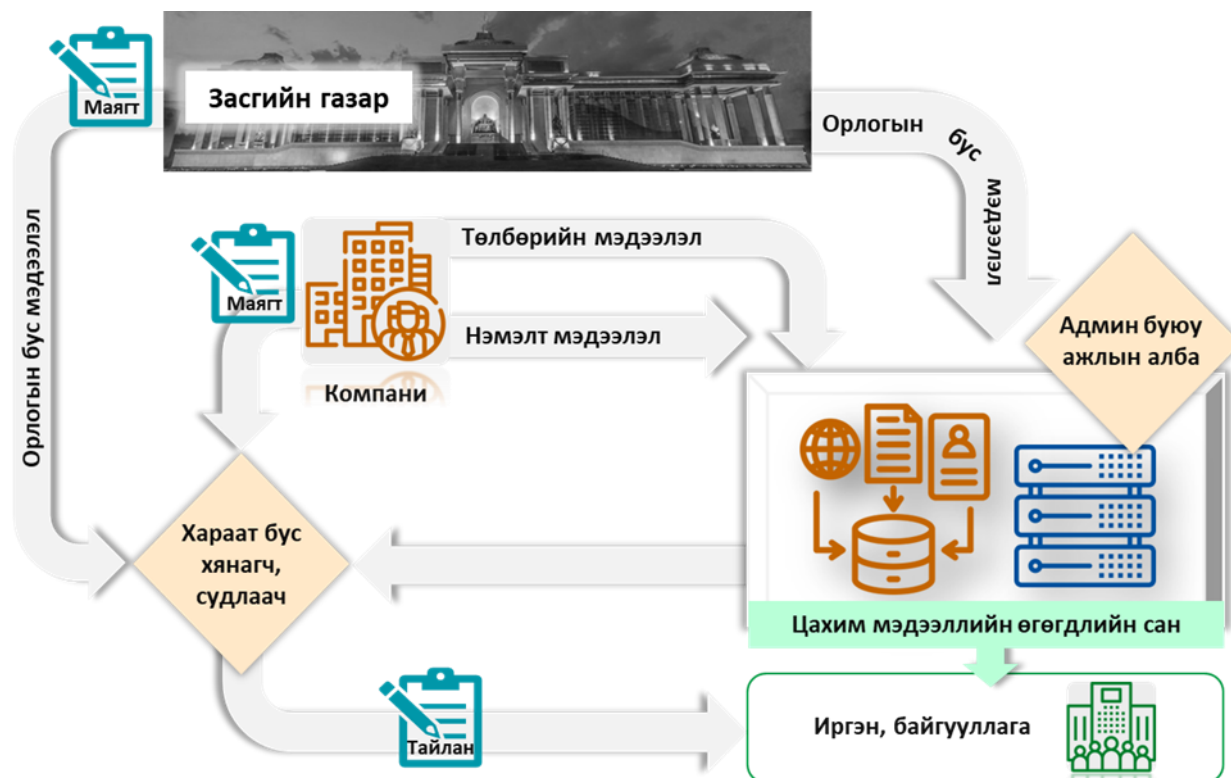 Маягт
Засгийн газар
Орлогын бус мэдээлэл
Орлогын бус мэдээлэл
Төлбөрийн мэдээлэл
Маягт
Нэмэлт мэдээлэл
Компани
Админ буюу
ажлын алба
Хараат бус
хянагч,
судлаач
Цахим мэдээллийн өгөгдлийн сан
Тайлан
Иргэн, байгууллага